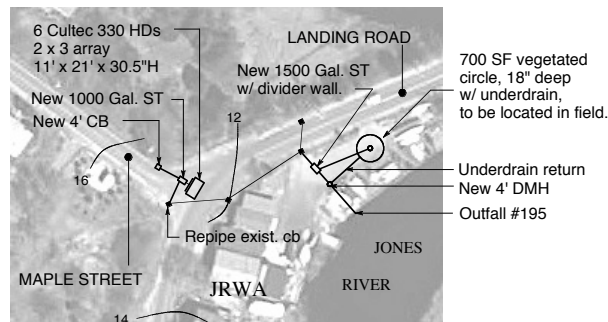 6 Cultec 330 HDs
2 x 3 array
11' x 21' x 30.5"H
LANDING ROAD
700 SF vegetated
circle, 18" deep
w/ underdrain,
to be located in field.
New 1500 Gal. ST
w/ divider wall.
New 1000 Gal. ST
New 4' CB
12
16
Underdrain return
New 4' DMH
Outfall #195
Repipe exist. cb
MAPLE STREET
JRWA
JONES
RIVER
14